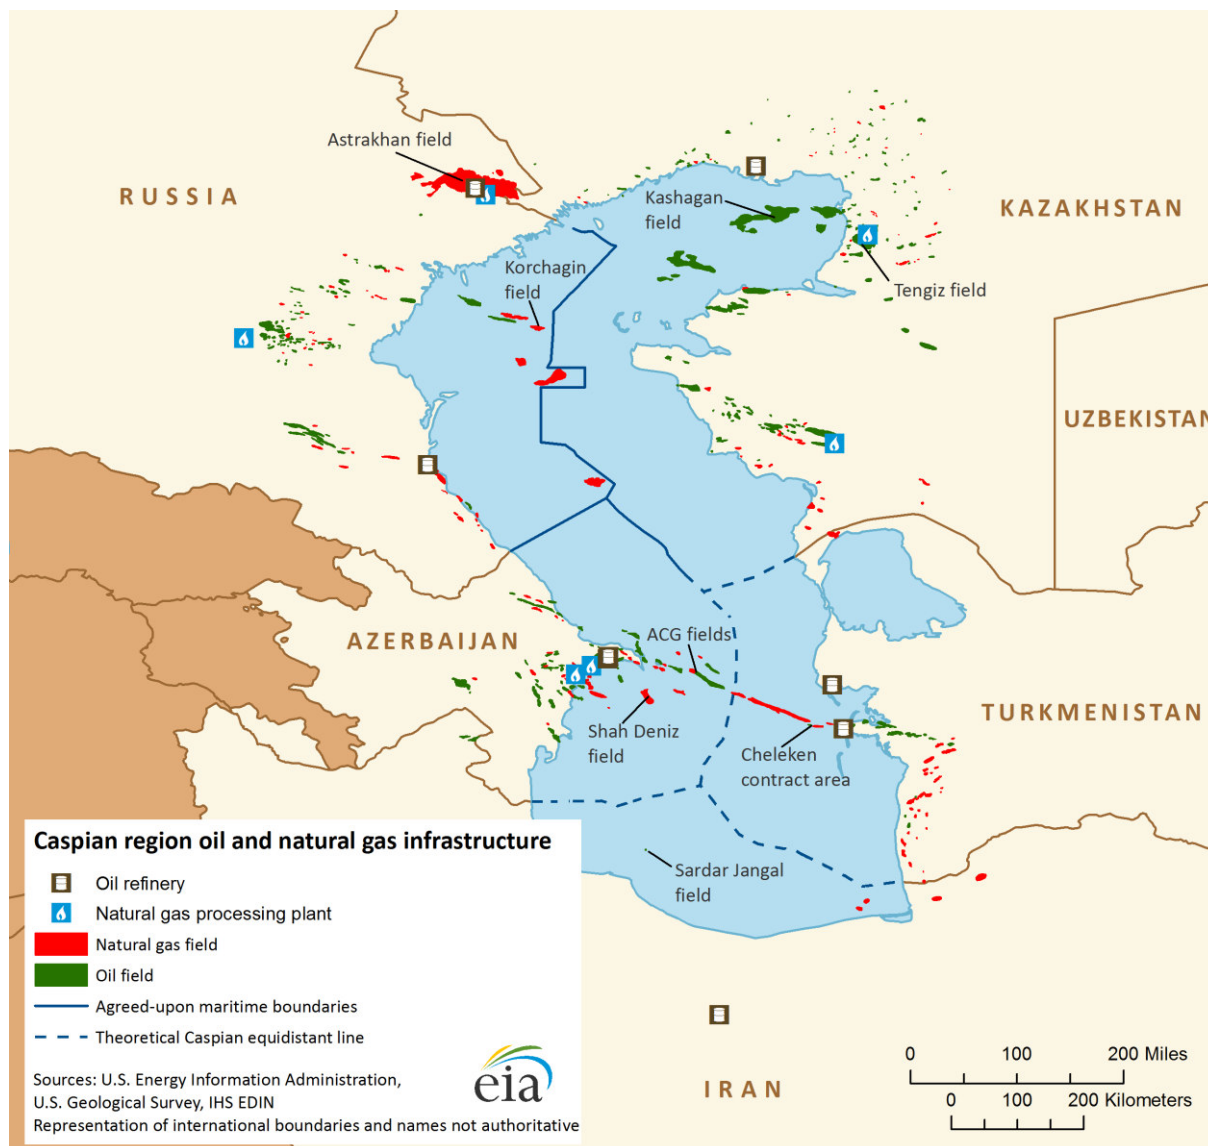 Astrakhan field
RUSSIA
Kashagan
field
KAZAKHSTAN
Korchagin
field
Tengiz field
UZBEKISTAN
AZERBAIJAN
ACG fields
TURKMENISTAN
Shah Deniz
field
Cheleken
contract area
Sardar Jangal
field
IRAN
Caspian region oil and natural gas infrastructure
Oil refinery
Natural gas processing plant
Natural gas field
Oil field
Agreed-upon maritime boundaries
Theoretical Caspian equidistant line
Sources: U.S. Energy Information Administration,
U.S. Geological Survey, IHS EDIN
Representation of international boundaries and names not authoritative
eia
0 100 200 Miles
0 100 200 Kilometers